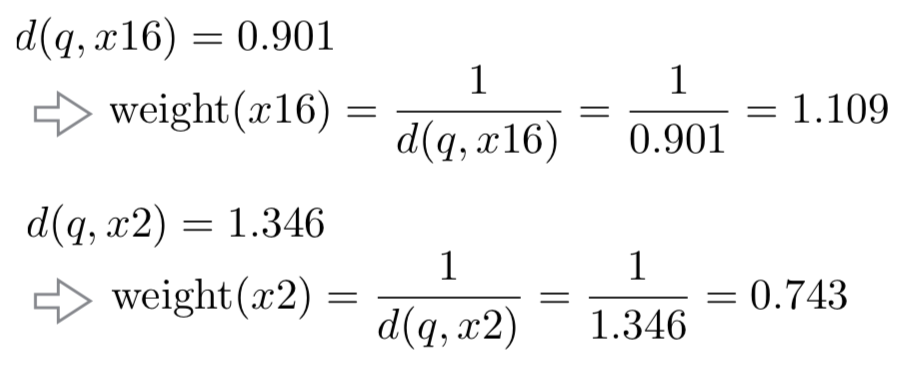 d(q, x16) = 0.901
⇨ weight(x16) = 1/d(q, x16) = 1/0.901 = 1.109
d(q, x2) = 1.346
⇨ weight(x2) = 1/d(q, x2) = 1/1.346 = 0.743